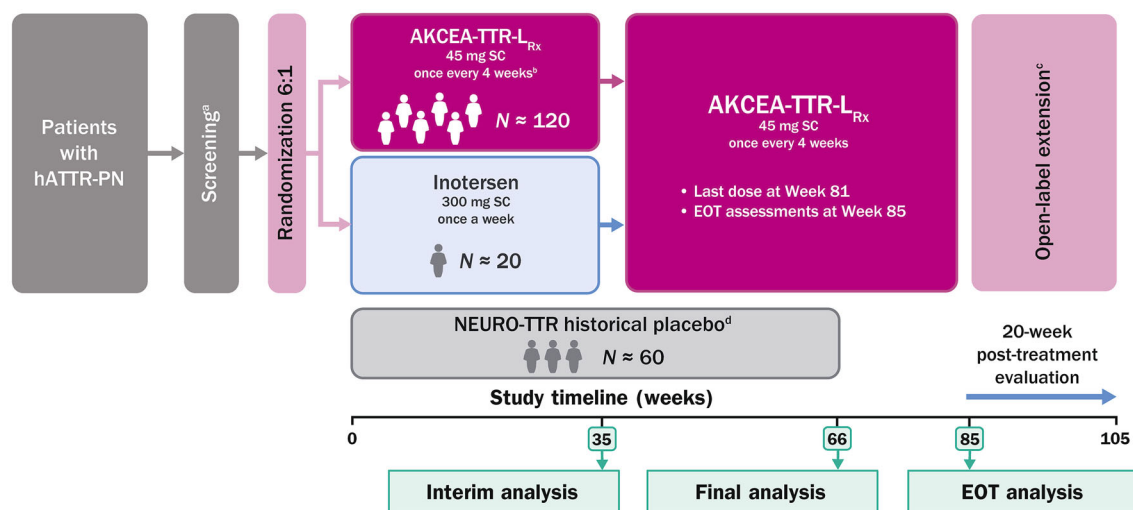 Patients
with
hATTR-PN
Screeningᵃ
Randomization 6:1
AKCEA-TTR-L_Rx
45 mg SC
once every 4 weeksᵇ
N ≈ 120
Inotersen
300 mg SC
once a week
N ≈ 20
AKCEA-TTR-L_Rx
45 mg SC
once every 4 weeks
• Last dose at Week 81
• EOT assessments at Week 85
Open-label extensionᶜ
NEURO-TTR historical placeboᵈ
N ≈ 60
20-week
post-treatment
evaluation
Study timeline (weeks)
0 35 66 85 105
Interim analysis Final analysis EOT analysis